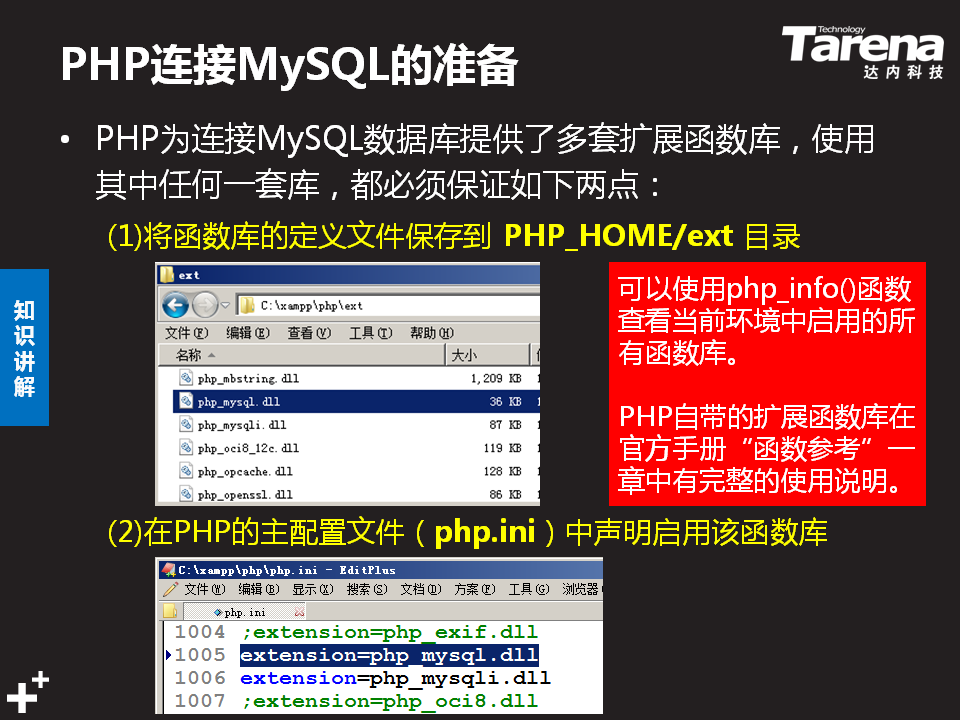 PHP连接MySQL的准备
Technology
Tarena
达内科技
• PHP为连接MySQL数据库提供了多套扩展函数库，使用
其中任何一套库，都必须保证如下两点：
(1)将函数库的定义文件保存到 PHP_HOME/ext 目录
知识讲解
ext
C:\xampp\php\ext
文件(F) 编辑(E) 查看(V) 工具(T) 帮助(H)
名称 大小
php_mbstring.dll 1,209 KB
php_mysql.dll 36 KB
php_mysqli.dll 87 KB
php_oci8_12c.dll 119 KB
php_opcache.dll 128 KB
php_openssl.dll 86 KB
可以使用php_info()函数
查看当前环境中启用的所
有函数库。
PHP自带的扩展函数库在
官方手册“函数参考”一
章中有完整的使用说明。
(2)在PHP的主配置文件（php.ini）中声明启用该函数库
C:\xampp\php\php.ini - EditPlus
文件(W) 编辑(B) 显示(X) 搜索(S) 文档(D) 方案(P) 工具(G) 浏览器
php.ini
1004 ;extension=php_exif.dll
1005 extension=php_mysql.dll
1006 extension=php_mysqli.dll
1007 ;extension=php_oci8.dll